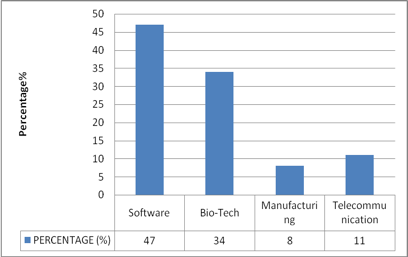 50
45
40
35
30
25
20
15
10
5
0
Percentage%
Software Bio-Tech Manufacturi Telecommu
ng nication
PERCENTAGE (%) 47 34 8 11